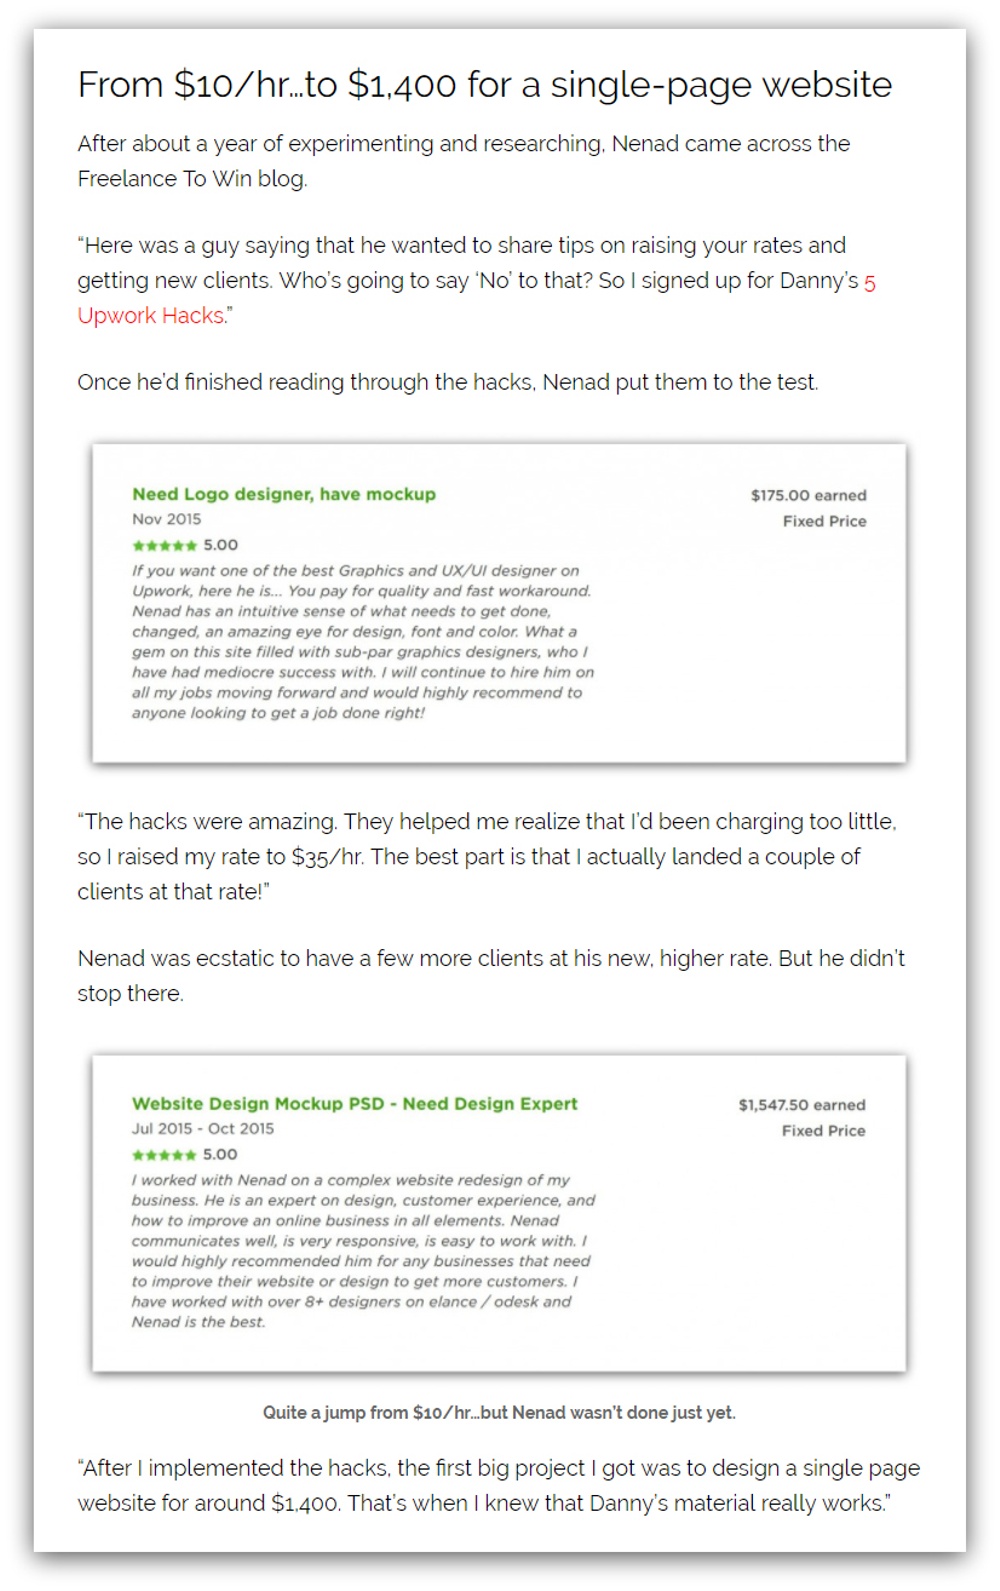 From $10/hr…to $1,400 for a single-page website
After about a year of experimenting and researching, Nenad came across the
Freelance To Win blog.
“Here was a guy saying that he wanted to share tips on raising your rates and
getting new clients. Who’s going to say ‘No’ to that? So I signed up for Danny’s 5
Upwork Hacks.”
Once he’d finished reading through the hacks, Nenad put them to the test.
Need Logo designer, have mockup
$175.00 earned
Nov 2015
Fixed Price
★★★★★ 5.00
If you want one of the best Graphics and UX/UI designer on
Upwork, here he is... You pay for quality and fast workaround.
Nenad has an intuitive sense of what needs to get done,
changed, an amazing eye for design, font and color. What a
gem on this site filled with sub-par graphics designers, who I
have had mediocre success with. I will continue to hire him on
all my jobs moving forward and would highly recommend to
anyone looking to get a job done right!
“The hacks were amazing. They helped me realize that I’d been charging too little,
so I raised my rate to $35/hr. The best part is that I actually landed a couple of
clients at that rate!”
Nenad was ecstatic to have a few more clients at his new, higher rate. But he didn’t
stop there.
Website Design Mockup PSD - Need Design Expert
$1,547.50 earned
Jul 2015 - Oct 2015
Fixed Price
★★★★★ 5.00
I worked with Nenad on a complex website redesign of my
business. He is an expert on design, customer experience, and
how to improve an online business in all elements. Nenad
communicates well, is very responsive, is easy to work with. I
would highly recommended him for any businesses that need
to improve their website or design to get more customers. I
have worked with over 8+ designers on elance / odesk and
Nenad is the best.
Quite a jump from $10/hr…but Nenad wasn’t done just yet.
“After I implemented the hacks, the first big project I got was to design a single page
website for around $1,400. That’s when I knew that Danny’s material really works.”